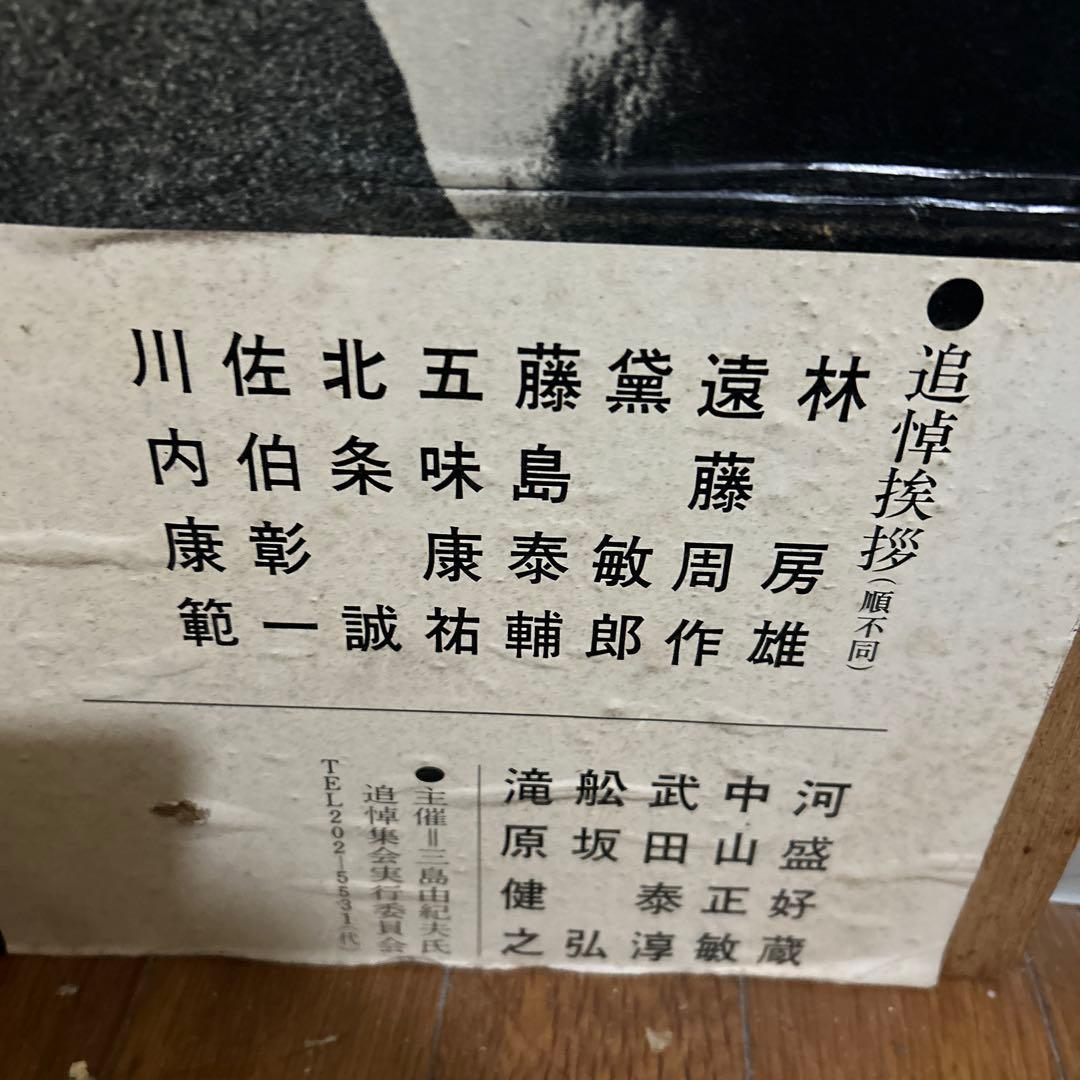 ●追悼挨拶(順不同)
林房雄
遠藤周作
黛敏郎
藤島泰輔
五味康祐
北条誠
佐伯彰一
川内康範
河盛好蔵
中山正敏
武田泰淳
舩坂弘
滝原健之
●主催=三島由紀夫氏
追悼集会実行委員会
TEL202-5531(代)